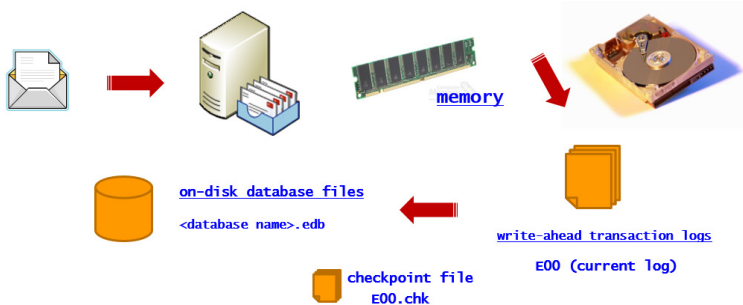 memory
on-disk database files
<database name>.edb
write-ahead transaction logs
E00 (current log)
checkpoint file
E00.chk